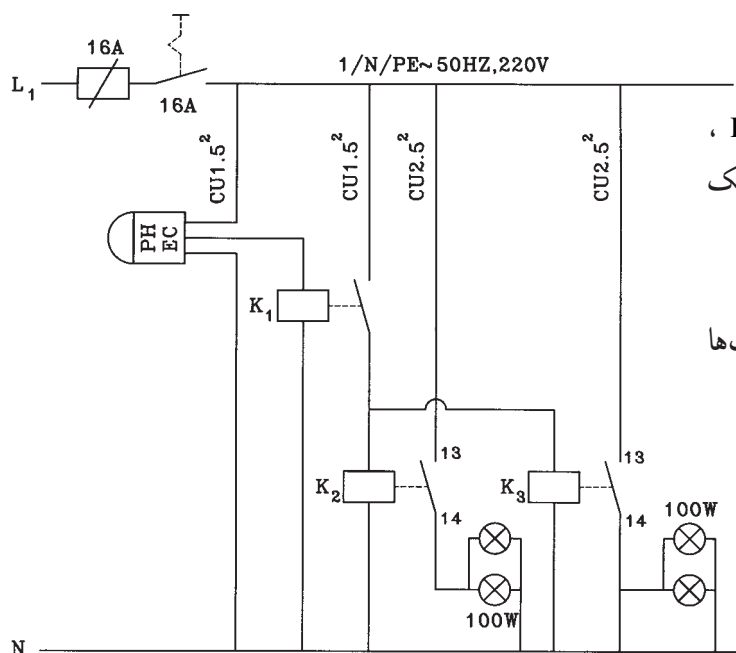 16A
1/N/PE~50HZ,220V
L₁
16A
CU1.5²
CU1.5²
CU2.5²
CU2.5²
PH
EC
K₁
13
13
K₂
K₃
14
14
100W
100W
N